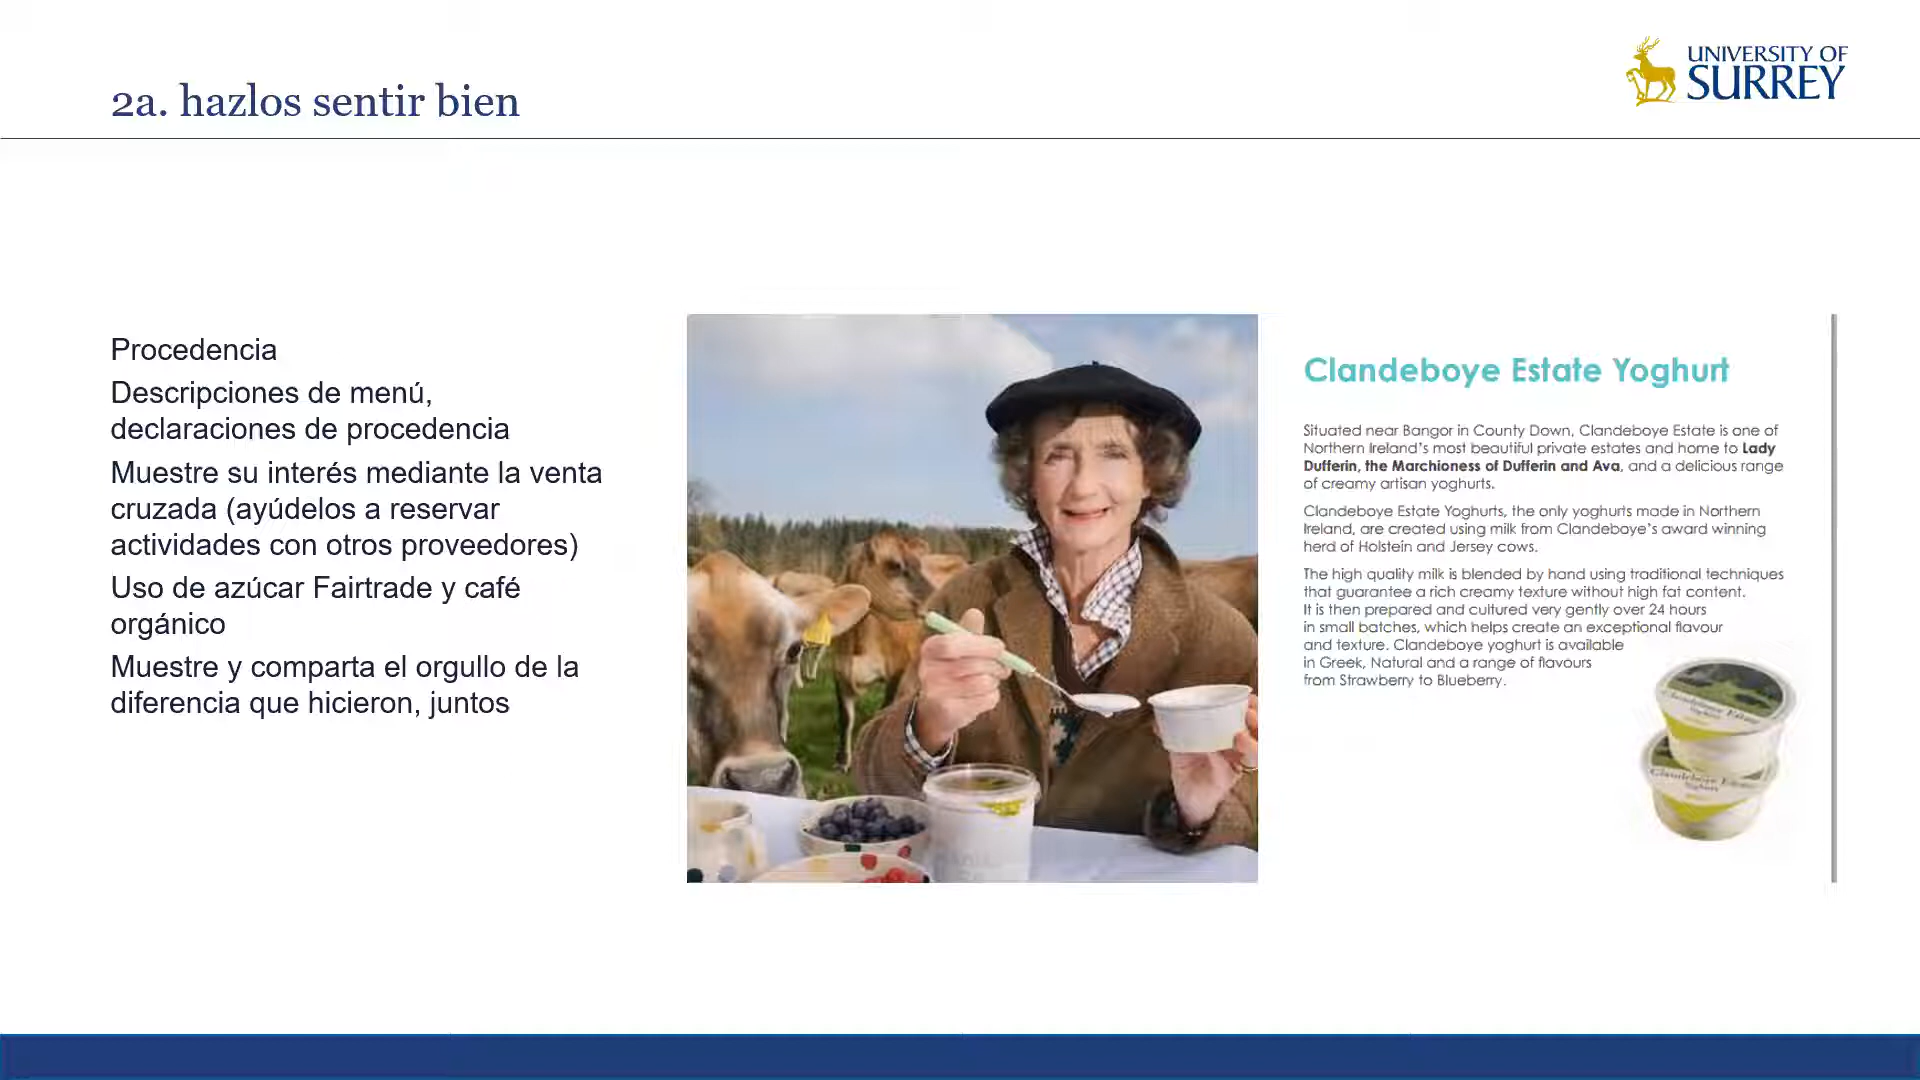 2a. hazlos sentir bien
UNIVERSITY OF
SURREY
Procedencia
Descripciones de menú,
declaraciones de procedencia
Muestre su interés mediante la venta
cruzada (ayúdelos a reservar
actividades con otros proveedores)
Uso de azúcar Fairtrade y café
orgánico
Muestre y comparta el orgullo de la
diferencia que hicieron, juntos
Clandeboye Estate Yoghurt
Situated near Bangor in County Down, Clandeboye Estate is one of
Northern Ireland's most beautiful private estates and home to Lady
Dufferin, the Marchioness of Dufferin and Ava, and a delicious range
of creamy artisan yoghurts.
Clandeboye Estate Yoghurts, the only yoghurts made in Northern
Ireland, are created using milk from Clandeboye's award winning
herd of Holstein and Jersey cows.
The high quality milk is blended by hand using traditional techniques
that guarantee a rich creamy texture without high fat content.
It is then prepared and cultured very gently over 24 hours
in small batches, which helps create an exceptional flavour
and texture. Clandeboye yoghurt is available
in Greek, Natural and a range of flavours
from Strawberry to Blueberry.
Clandeboye Estate
Yoghurt
Clandeboye Estate
Yoghurt